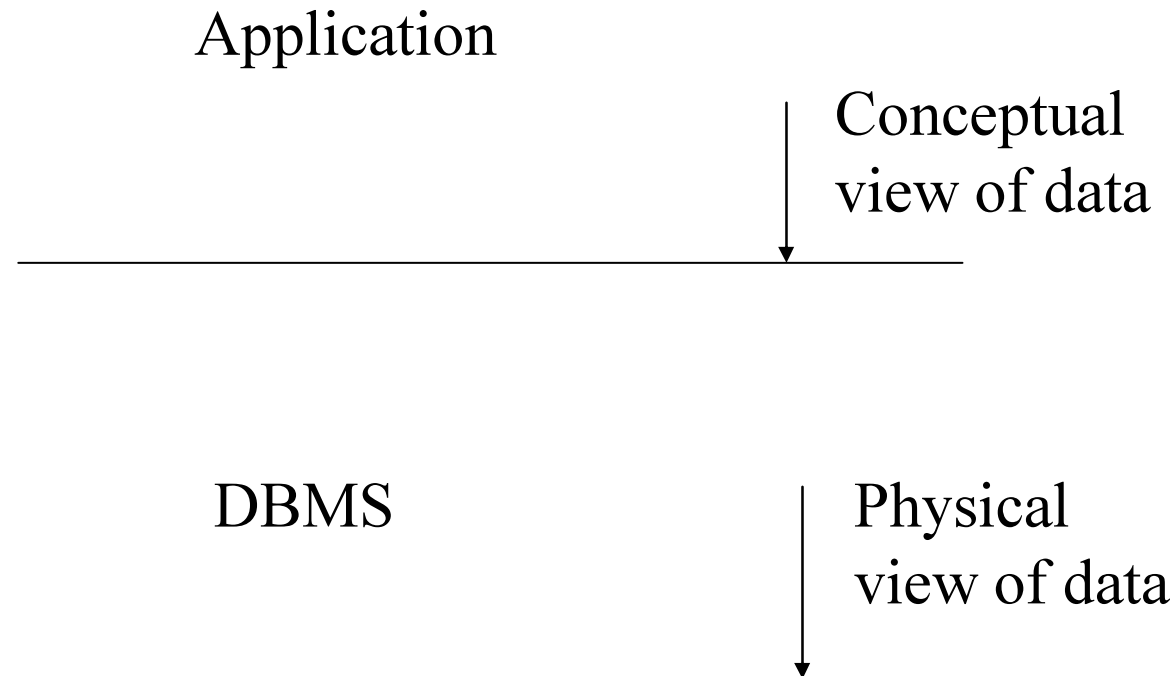 Application
Conceptual
view of data
DBMS
Physical
view of data